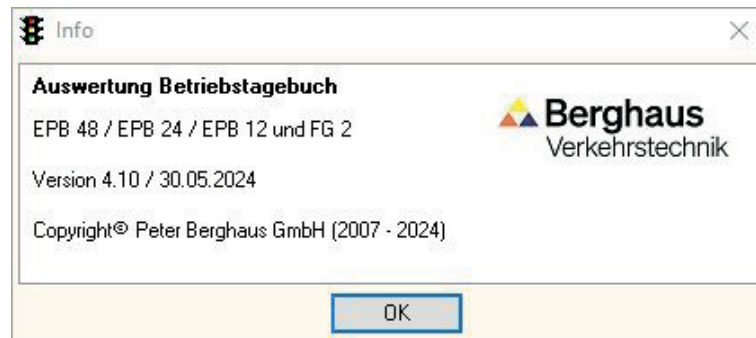 Info
Auswertung Betriebstagebuch
EPB 48 / EPB 24 / EPB 12 und FG 2
Version 4.10 / 30.05.2024
Copyright© Peter Berghaus GmbH (2007 - 2024)
Berghaus
Verkehrstechnik
OK